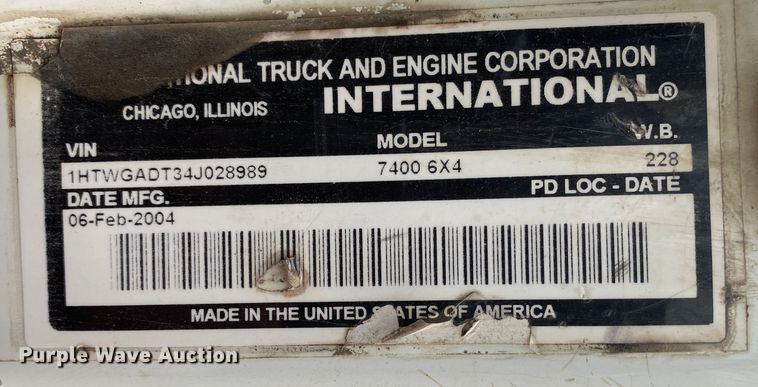 TIONAL TRUCK AND ENGINE CORPORATION
CHICAGO, ILLINOIS INTERNATIONAL®
VIN MODEL W.B.
1HTWGADT34J028989 7400 6X4 228
DATE MFG. PD LOC - DATE
06-Feb-2004
MADE IN THE UNITED STATES OF AMERICA
Purple Wave Auction